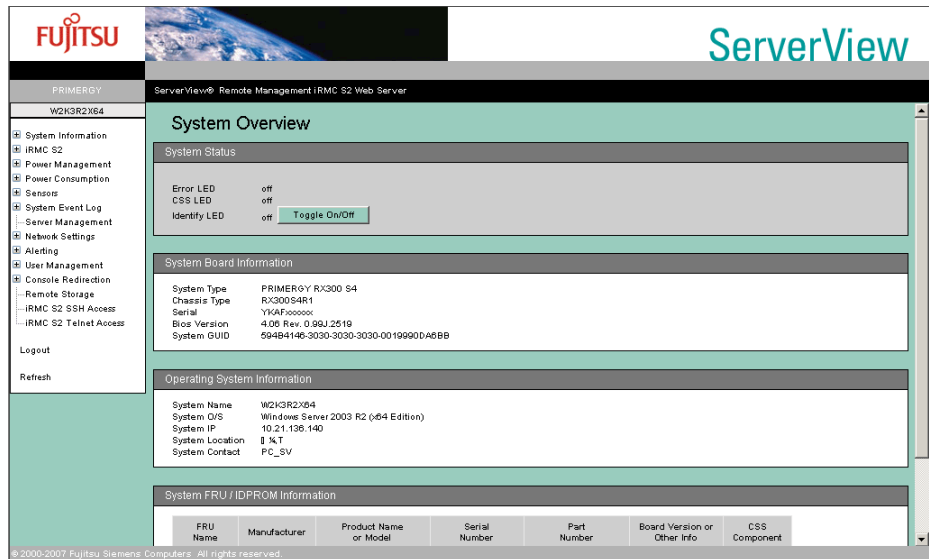 FUJITSU
ServerView
PRIMERGY
ServerView® Remote Management iRMC S2 Web Server
W2K3R2X64
System Information
iRMC S2
Power Management
Power Consumption
Sensors
System Event Log
Server Management
Network Settings
Alerting
User Management
Console Redirection
Remote Storage
iRMC S2 SSH Access
iRMC S2 Telnet Access
Logout
Refresh
System Overview
System Status
Error LED off
CSS LED off
Identify LED off Toggle On/Off
System Board Information
System Type PRIMERGY RX300 S4
Chassis Type RX300S4R1
Serial YKAFxxxxxx
Bios Version 4.06 Rev. 0.99J.2519
System GUID 594B4146-3030-3030-3030-0019990DA6BB
Operating System Information
System Name W2K3R2X64
System O/S Windows Server 2003 R2 (x64 Edition)
System IP 10.21.136.140
System Location ¼,T
System Contact PC_SV
System FRU / IDPROM Information
FRU Name Manufacturer Product Name or Model Serial Number Part Number Board Version or Other Info CSS Component
© 2000-2007 Fujitsu Siemens Computers All rights reserved.